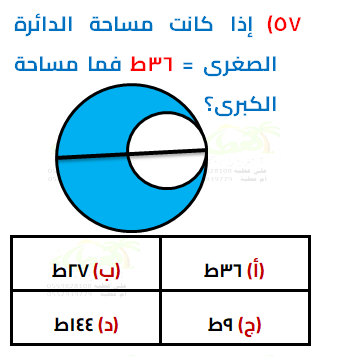 ٥٧) إذا كانت مساحة الدائرة
الصغرى = ٣٦ط فما مساحة
الكبرى؟
(أ) ٣٦ط
(ب) ٢٧ط
(ج) ٩ط
(د) ١٤٤ط